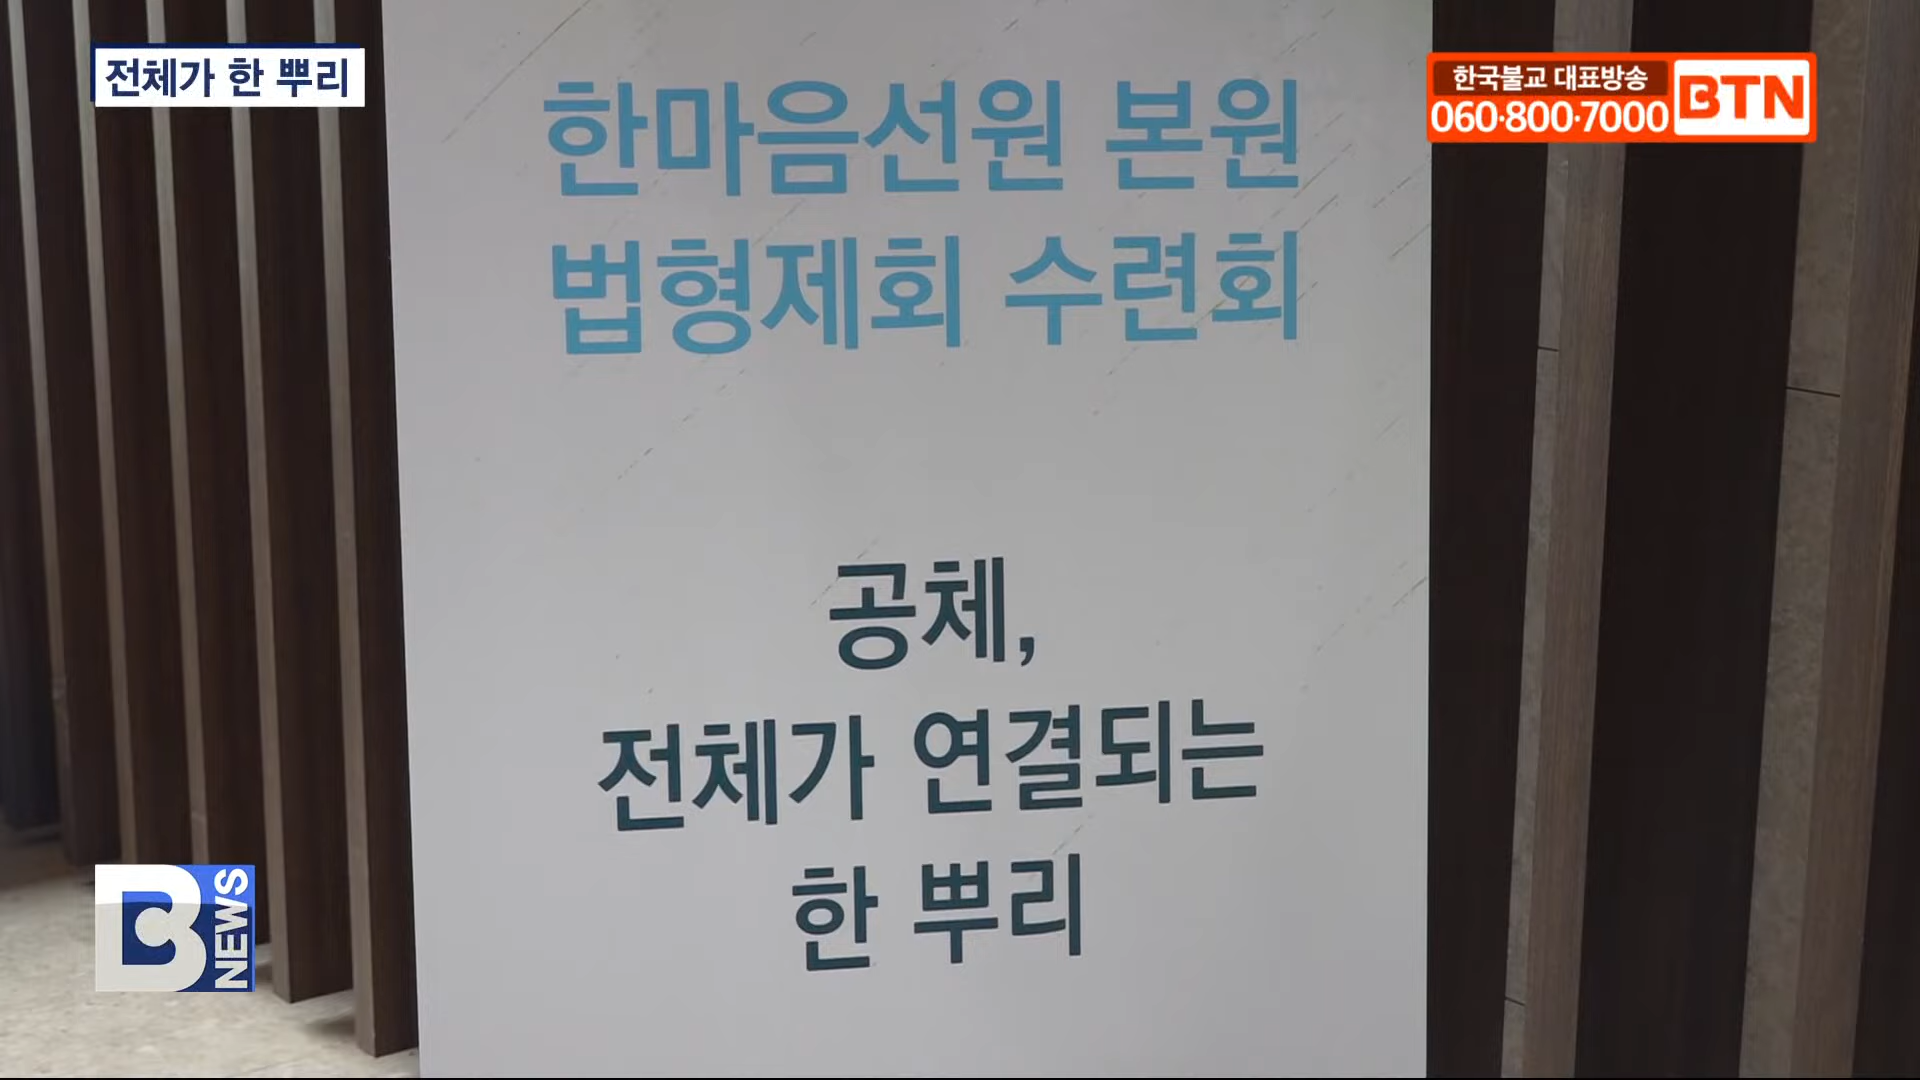 전체가 한 뿌리
한국불교 대표방송
060·800·7000
BTN
한마음선원 본원
법형제회 수련회
공체,
전체가 연결되는
한 뿌리
B NEWS